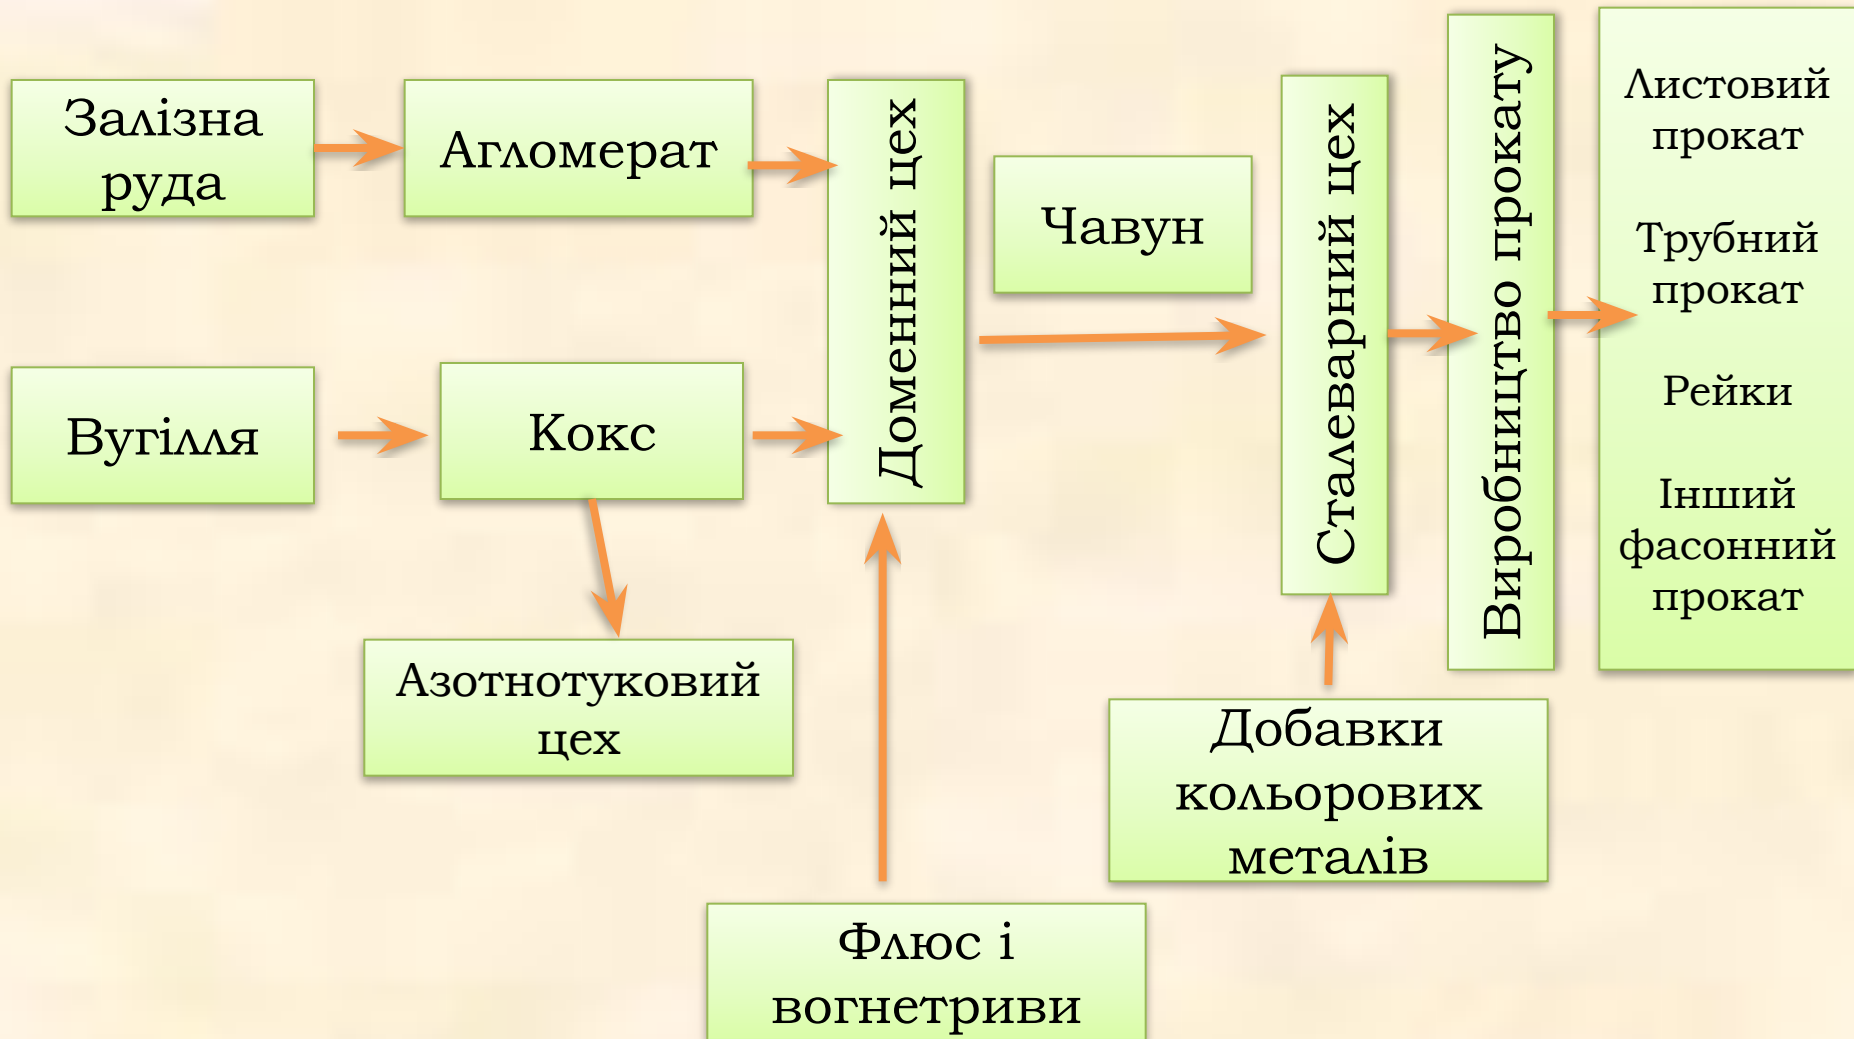 Залізна
руда
Агломерат
Доменний цех
Чавун
Сталеварний цех
Виробництво прокату
Листовий
прокат
Трубний
прокат
Рейки
Інший
фасонний
прокат
Вугілля
Кокс
Азотнотуковий
цех
Добавки
кольорових
металів
Флюс і
вогнетриви